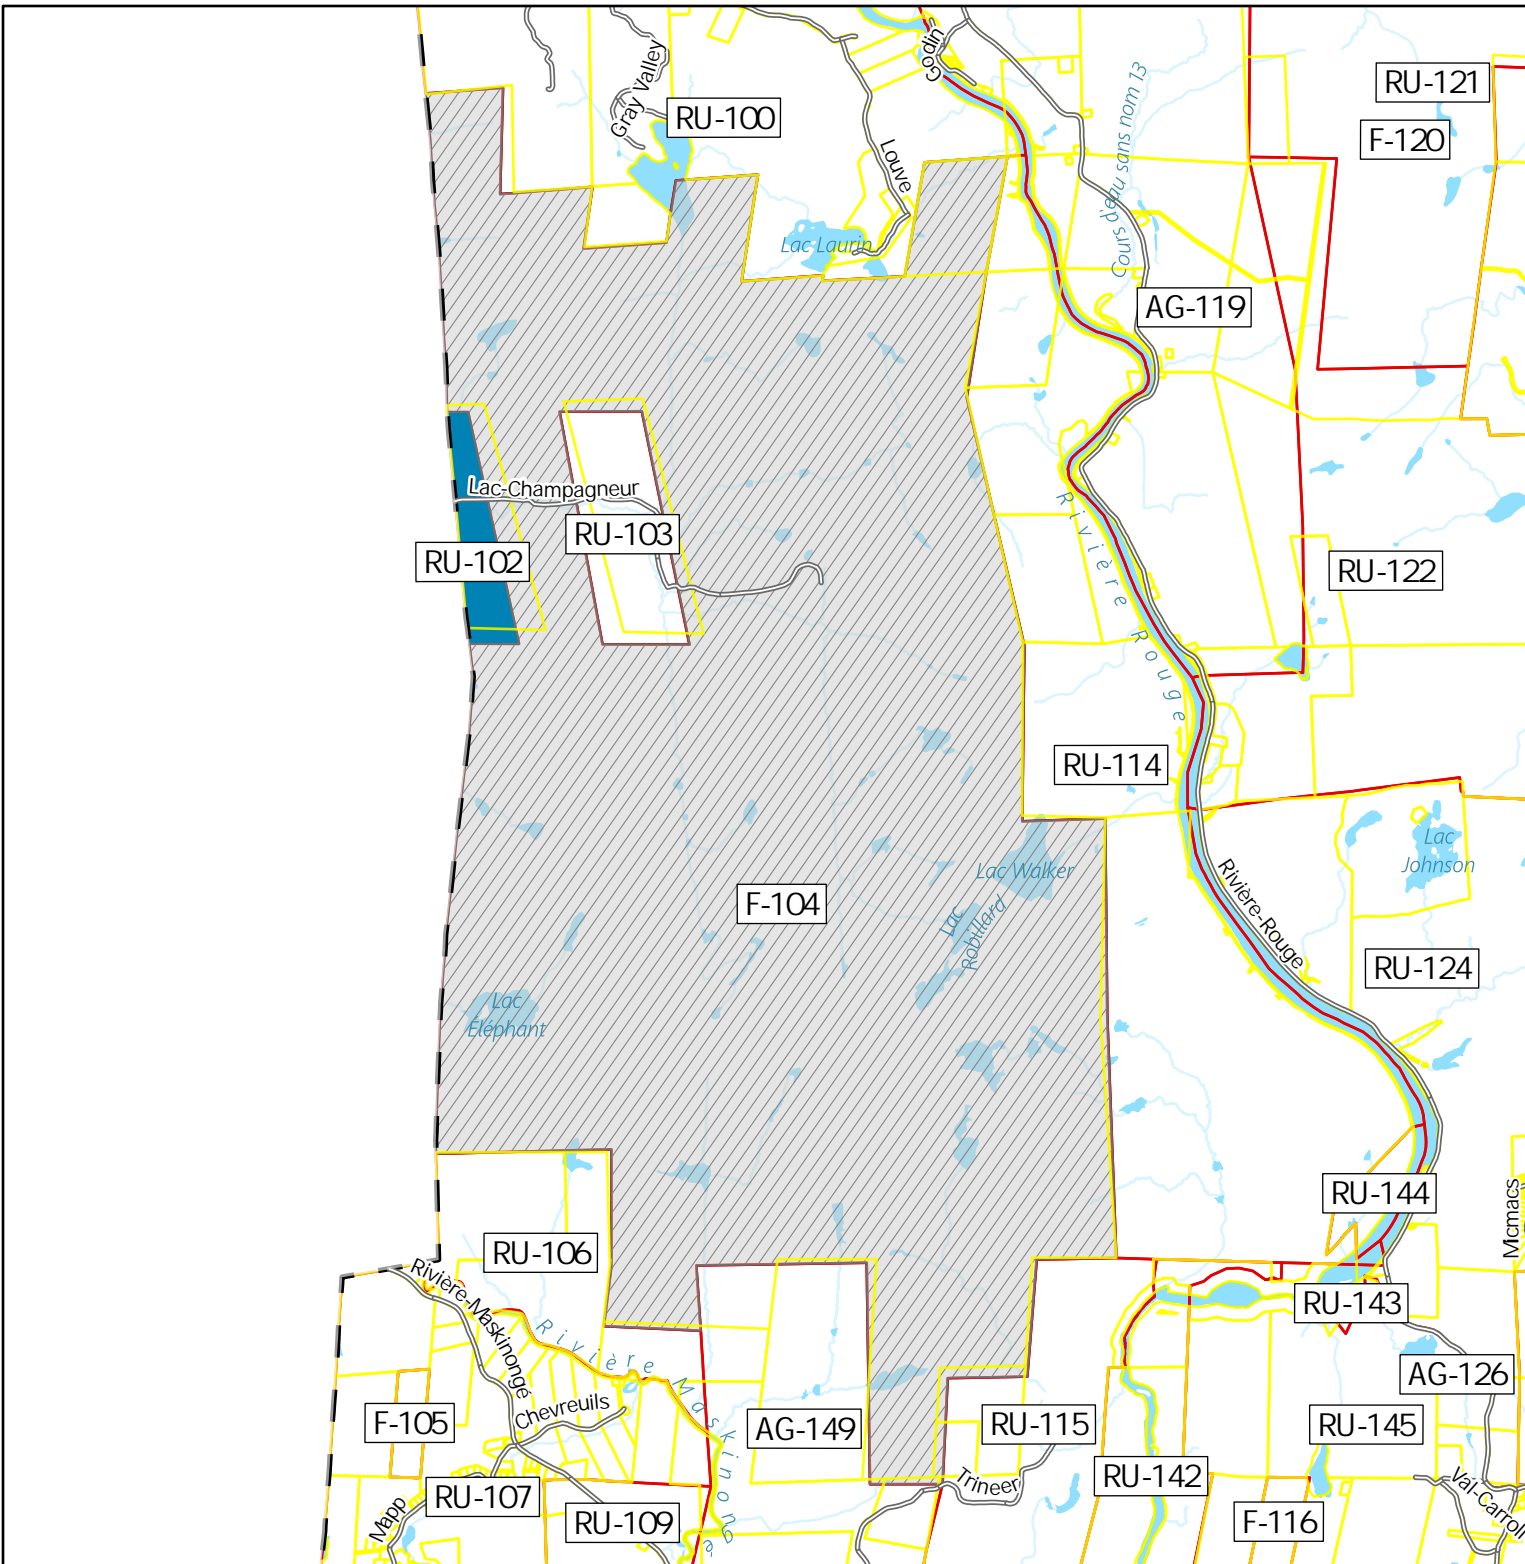 Godin
Gray Valley
RU-100
RU-121
F-120
Louve
Cours d'eau sans nom 13
Lac Laurin
AG-119
Lac-Champagneur
RU-103
RU-102
Rivière Rouge
RU-122
RU-114
Lac
Johnson
Lac Walker
Rivière-Rouge
F-104
Lac
Robillard
RU-124
Lac
Éléphant
RU-144
Micmacs
RU-106
Rivière-Maskinongé
RU-143
Rivière Maskinongé
AG-126
Chevreuils
F-105
AG-149
RU-115
RU-145
RU-142
Trineer
Val-Carroll
RU-107
Mapp
RU-109
F-116